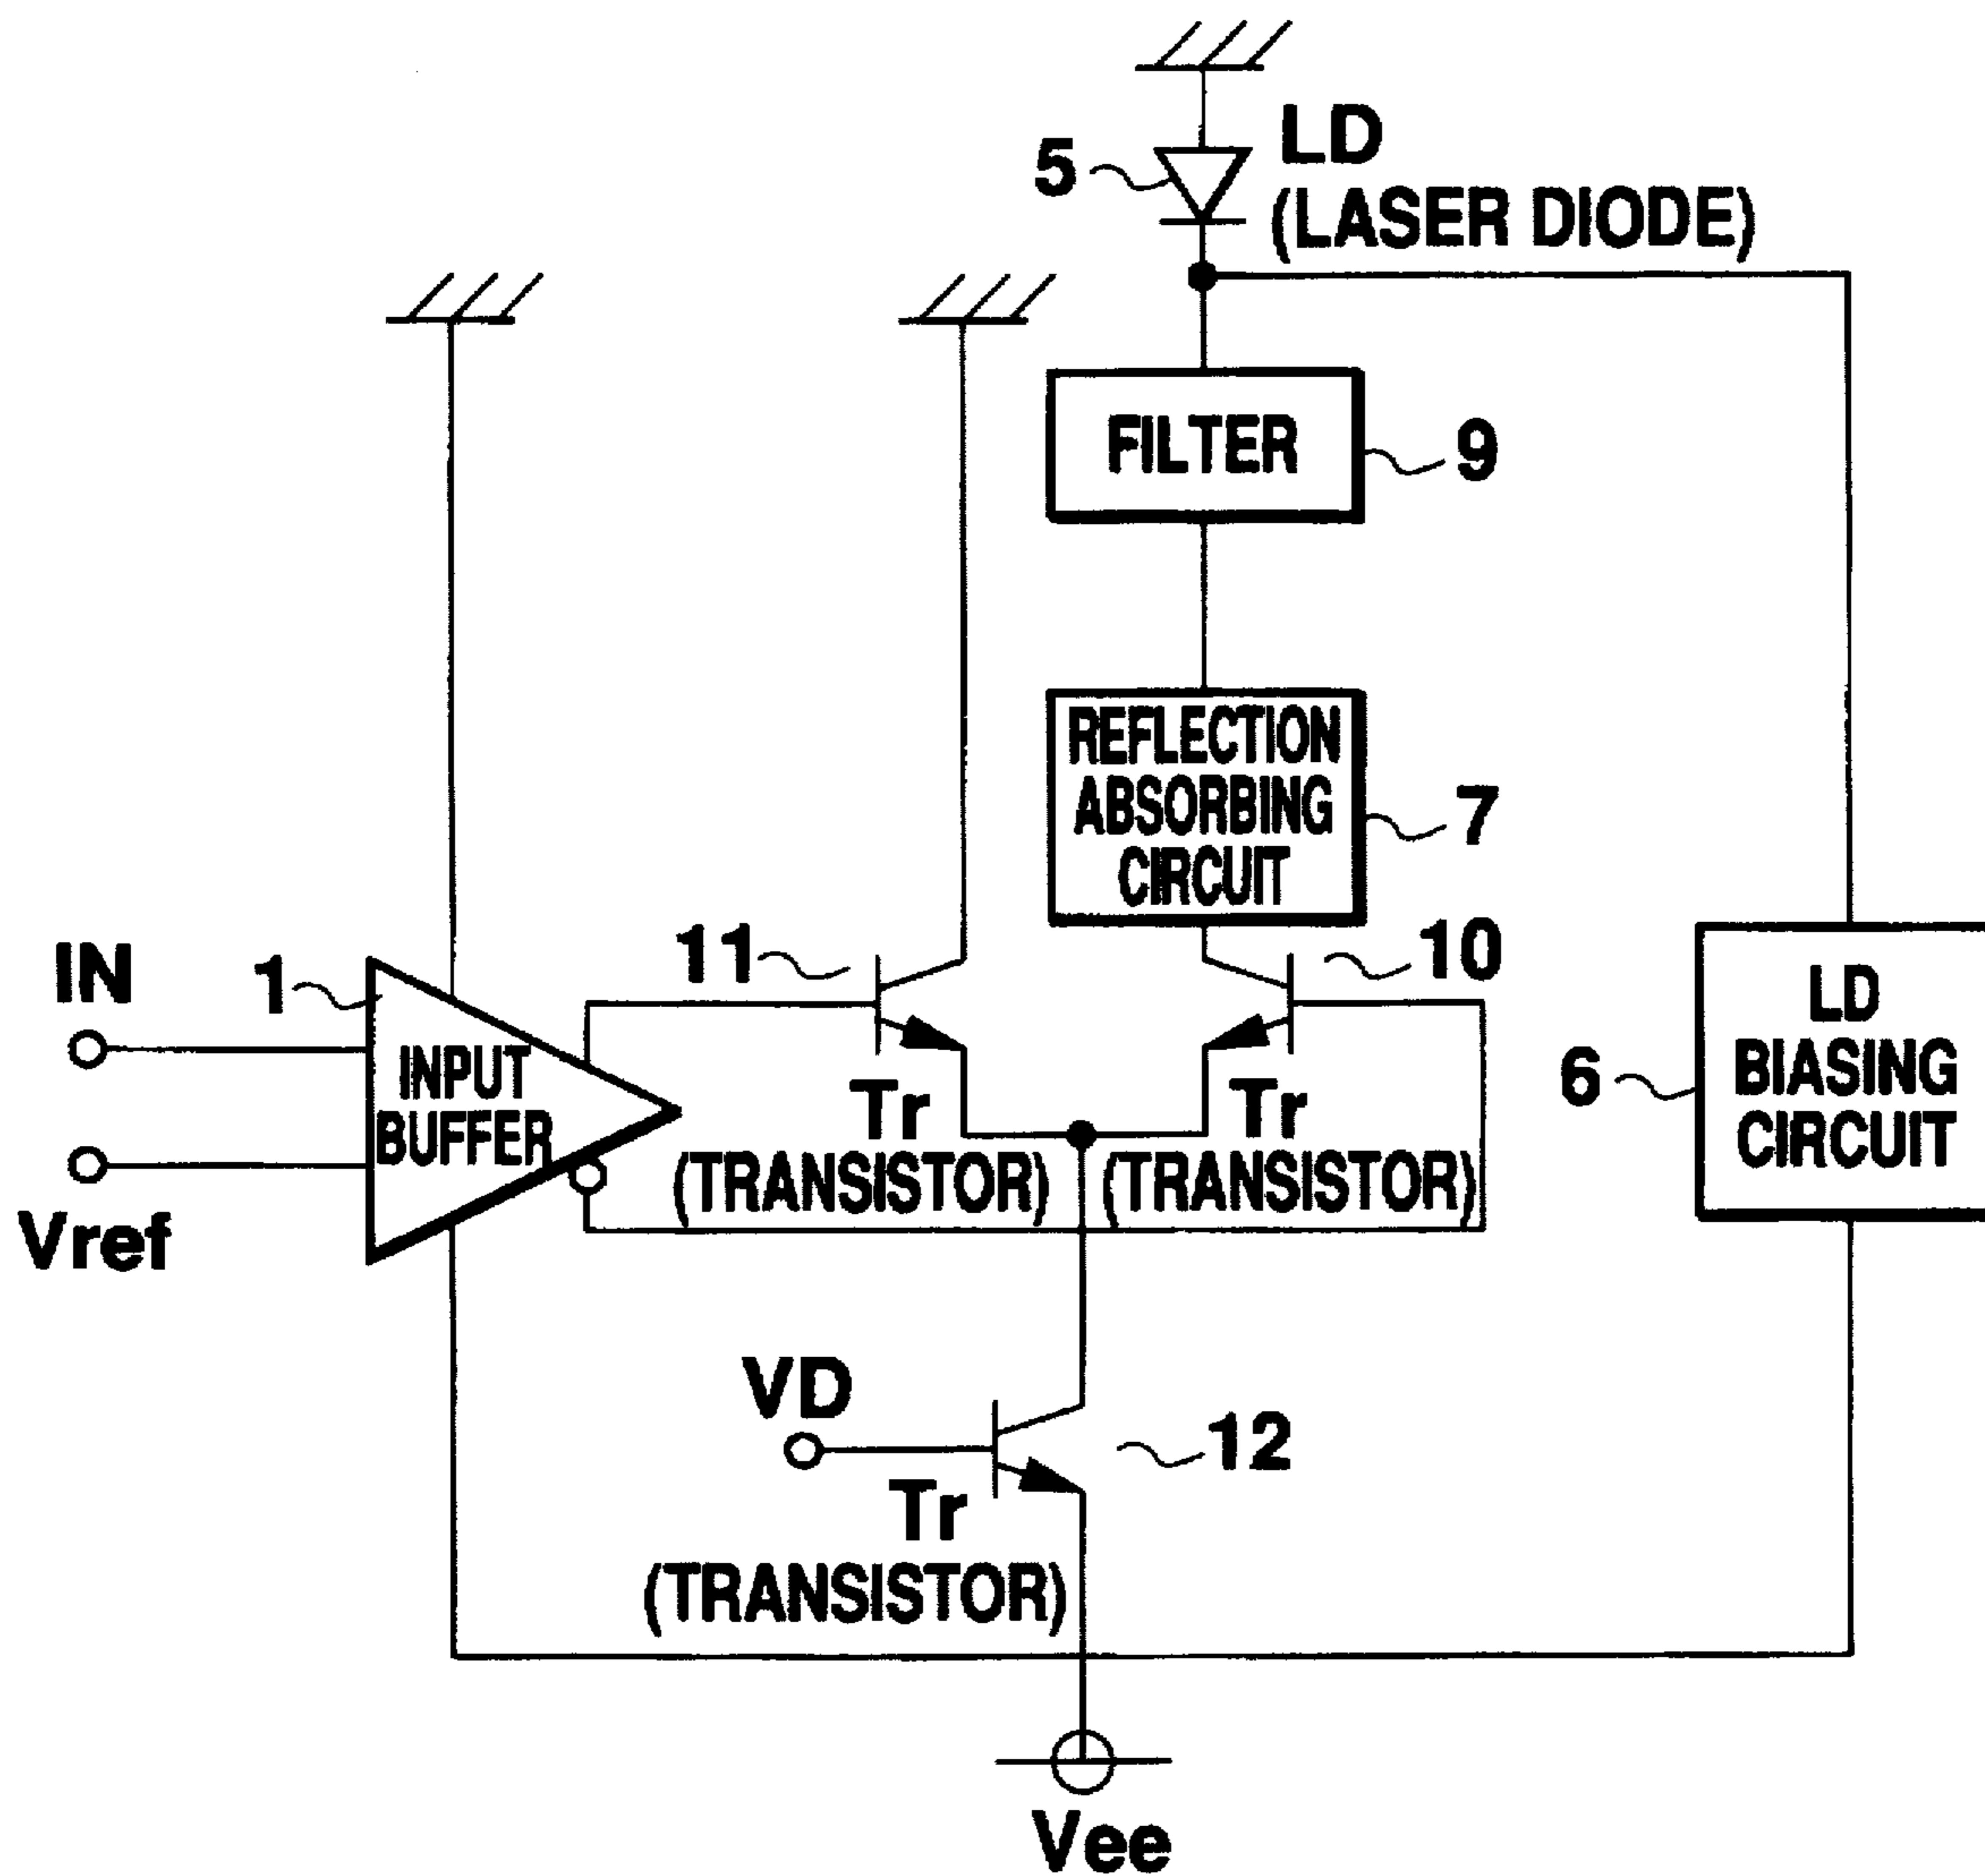 LD
5
(LASER DIODE)
FILTER
9
REFLECTION
ABSORBING
CIRCUIT
7
11
10
IN
1
LD
BIASING
CIRCUIT
6
INPUT
BUFFER
Tr
(TRANSISTOR)
Tr
(TRANSISTOR)
Vref
VD
12
Tr
(TRANSISTOR)
Vee